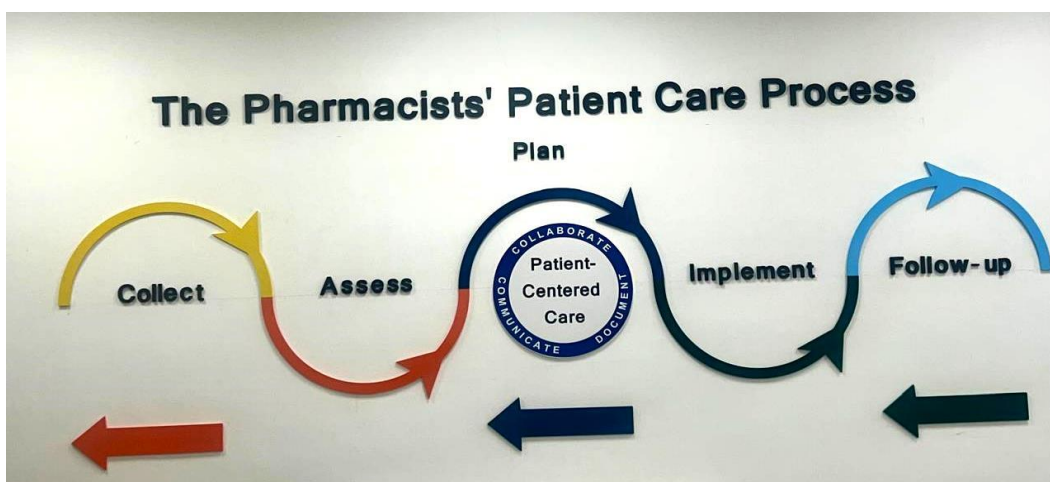 The Pharmacists' Patient Care Process
Plan
Collect
Assess
COLLABORATE
COMMUNICATE
DOCUMENT
Patient-
Centered
Care
Implement
Follow-up